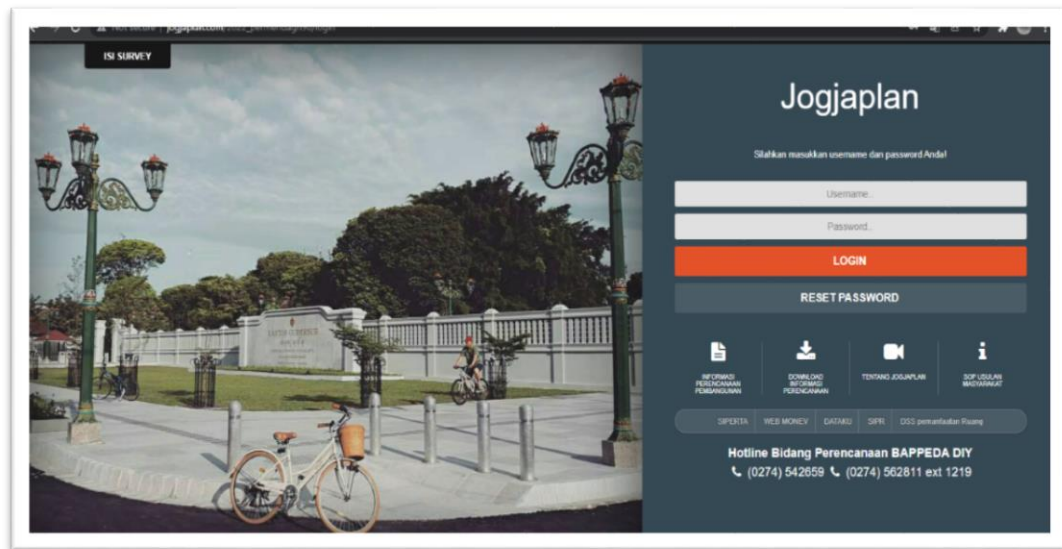 Not secure | jogjaplan.com
ISI SURVEY
KANTOR GUBERNUR
Jogjaplan
Silahkan masukkan username dan password Anda!
Username...
Password...
LOGIN
RESET PASSWORD
INFORMASI
PERENCANAAN
PEMBANGUNAN
DOWNLOAD
INFORMASI
PERENCANAAN
TENTANG JOGJAPLAN
SOP USULAN
MASYARAKAT
SIPERTA WEB MONEV DATAKU SIPR DSS pemanfaatan Ruang
Hotline Bidang Perencanaan BAPPEDA DIY
(0274) 542659 (0274) 562811 ext 1219